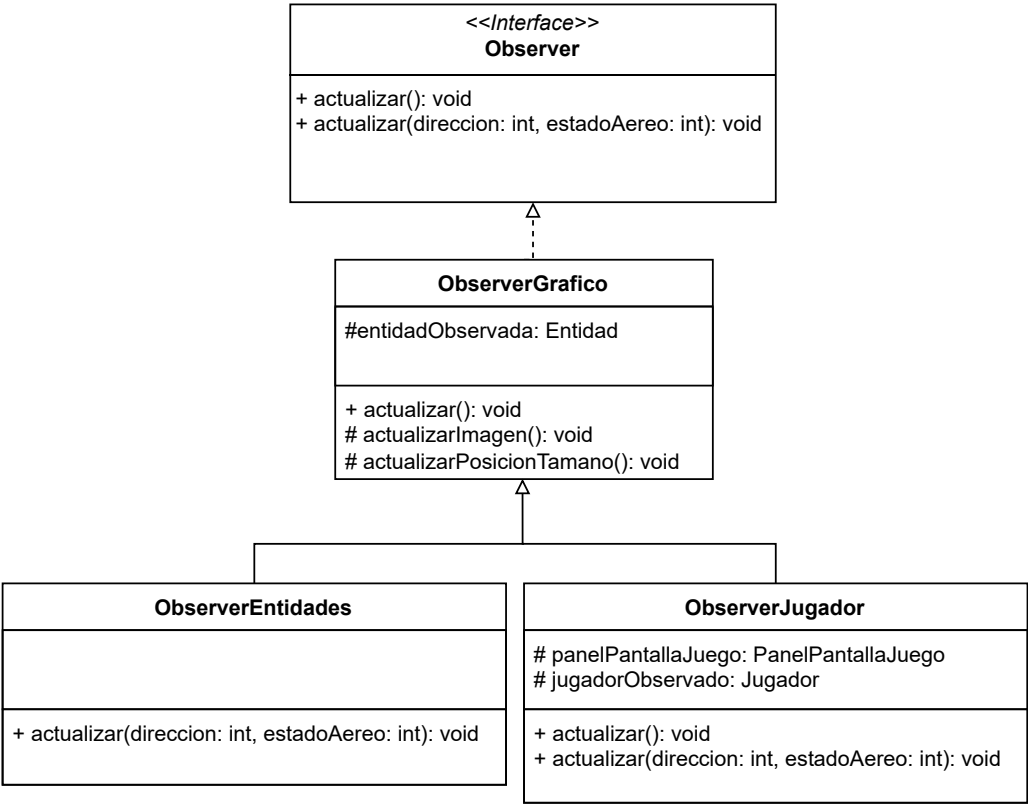 <<Interface>>
Observer
+ actualizar(): void
+ actualizar(direccion: int, estadoAereo: int): void
ObserverGrafico
#entidadObservada: Entidad
+ actualizar(): void
# actualizarImagen(): void
# actualizarPosicionTamano(): void
ObserverEntidades
+ actualizar(direccion: int, estadoAereo: int): void
ObserverJugador
# panelPantallaJuego: PanelPantallaJuego
# jugadorObservado: Jugador
+ actualizar(): void
+ actualizar(direccion: int, estadoAereo: int): void